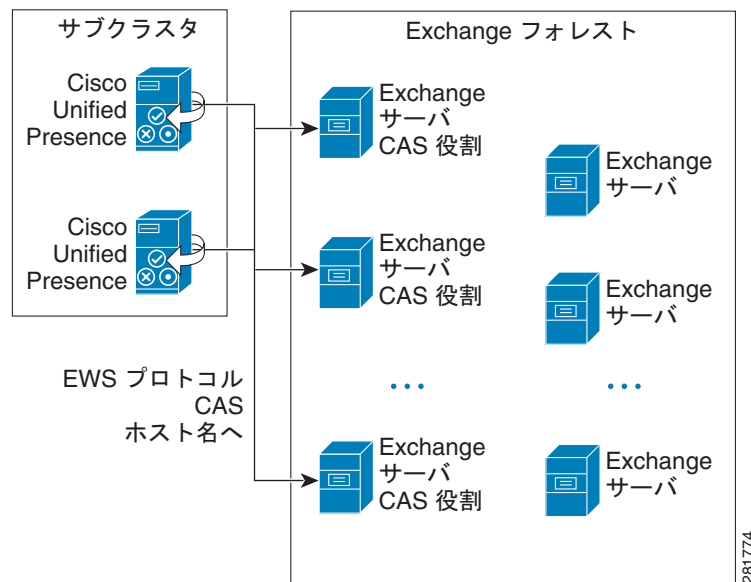 サブクラスタ
Cisco
Unified
Presence
Cisco
Unified
Presence
EWS プロトコル
CAS
ホスト名へ
Exchange フォレスト
Exchange
サーバ
CAS 役割
Exchange
サーバ
Exchange
サーバ
CAS 役割
Exchange
サーバ
...
...
Exchange
サーバ
CAS 役割
Exchange
サーバ
281774